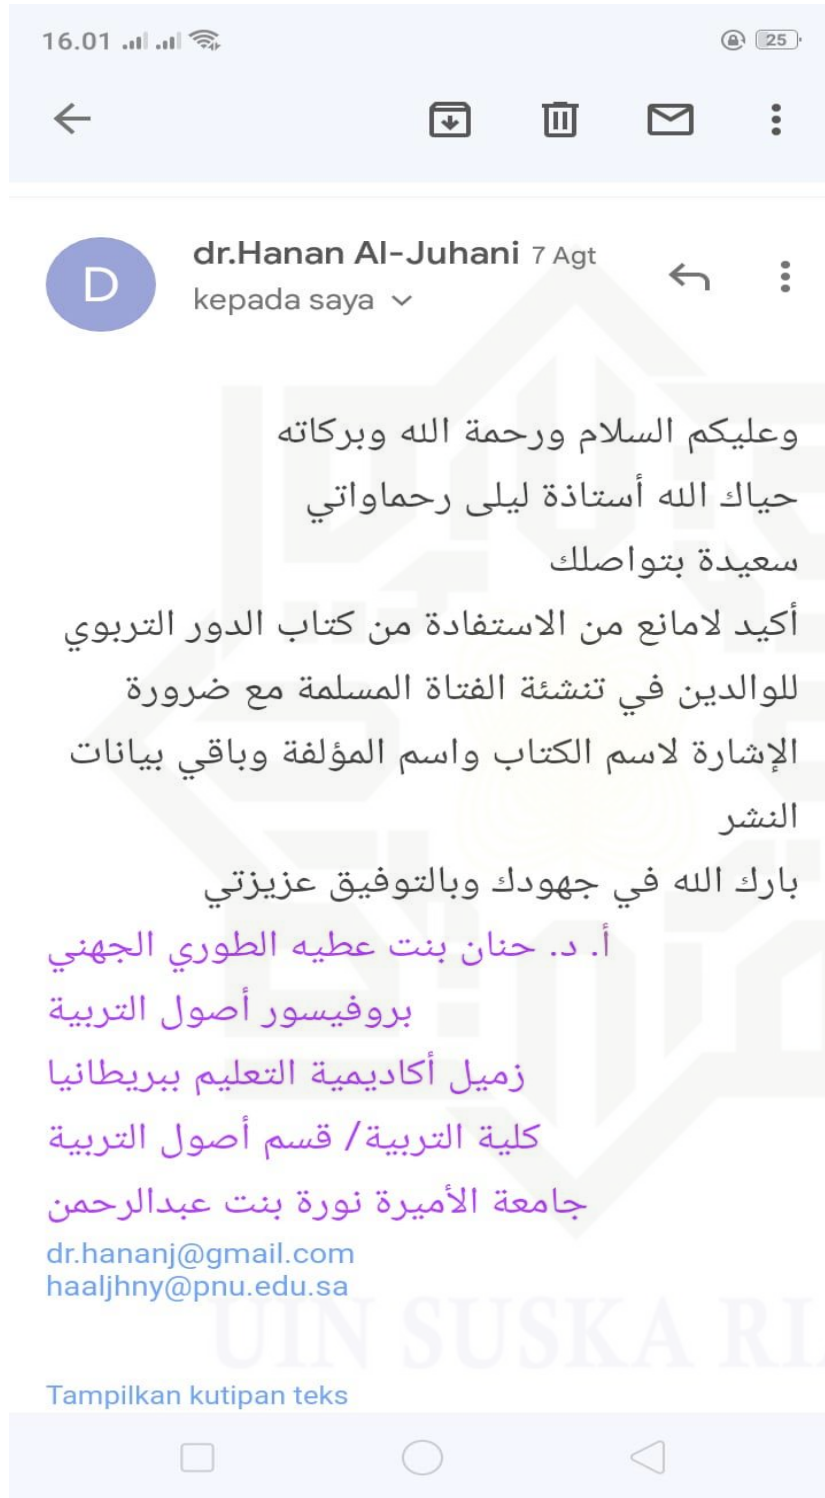 16.01
25
dr.Hanan Al-Juhani 7 Agt
D
kepada saya
وعليكم السلام ورحمة الله وبركاته
حياك الله أستاذة ليلى رحماواتي
سعيدة بتواصلك
أكيد لامانع من الاستفادة من كتاب الدور التربوي
للوالدين في تنشئة الفتاة المسلمة مع ضرورة
الإشارة لاسم الكتاب واسم المؤلفة وباقي بيانات
النشر
بارك الله في جهودك وبالتوفيق عزيزتي
أ. د. حنان بنت عطيه الطوري الجهني
بروفيسور أصول التربية
زميل أكاديمية التعليم ببريطانيا
كلية التربية/ قسم أصول التربية
جامعة الأميرة نورة بنت عبدالرحمن
dr.hananj@gmail.com
haaljhny@pnu.edu.sa
UIN SUSKA RI
Tampilkan kutipan teks